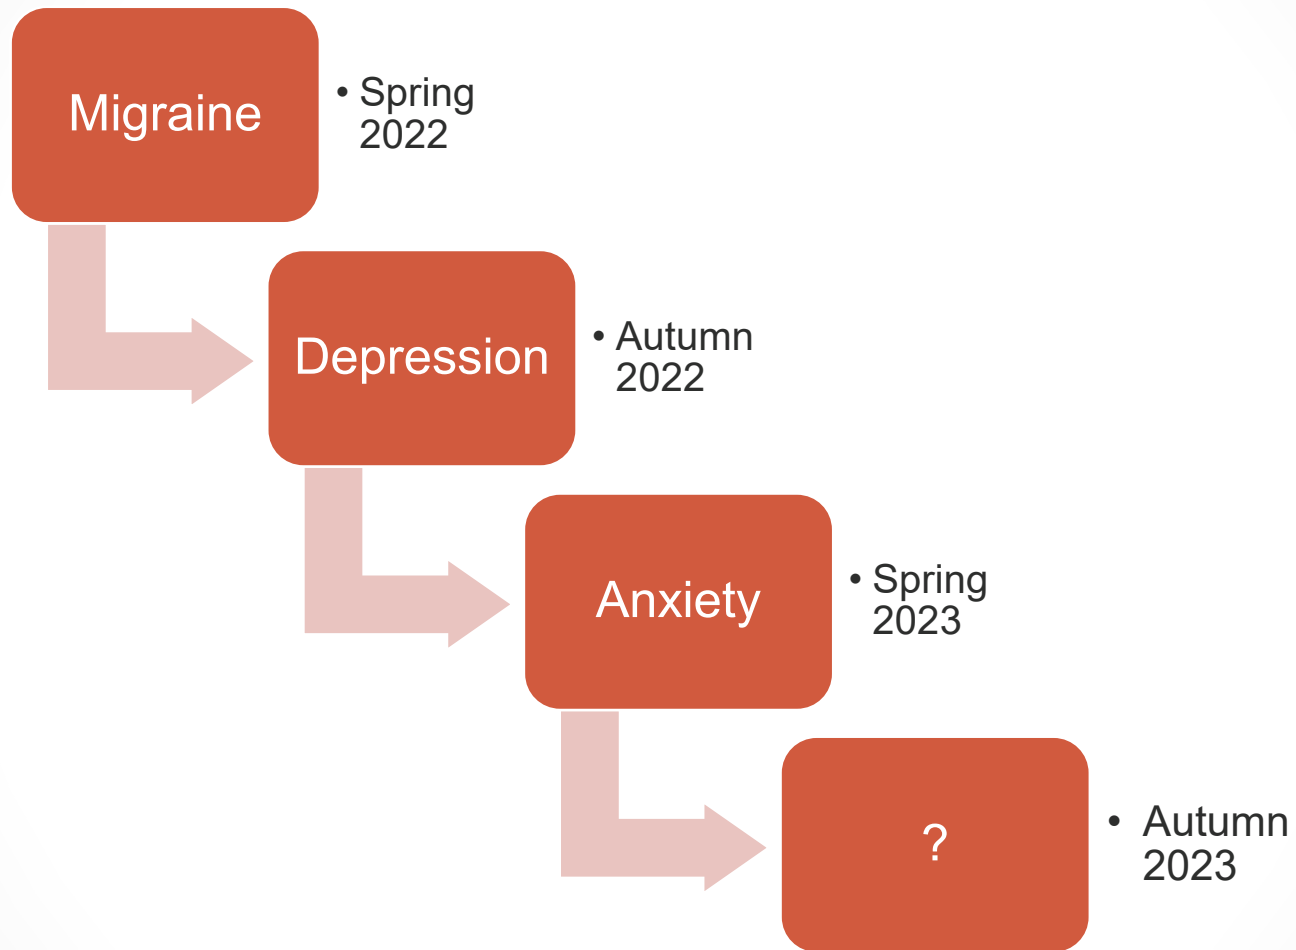 Migraine
• Spring
2022
Depression
• Autumn
2022
Anxiety
• Spring
2023
?
• Autumn
2023